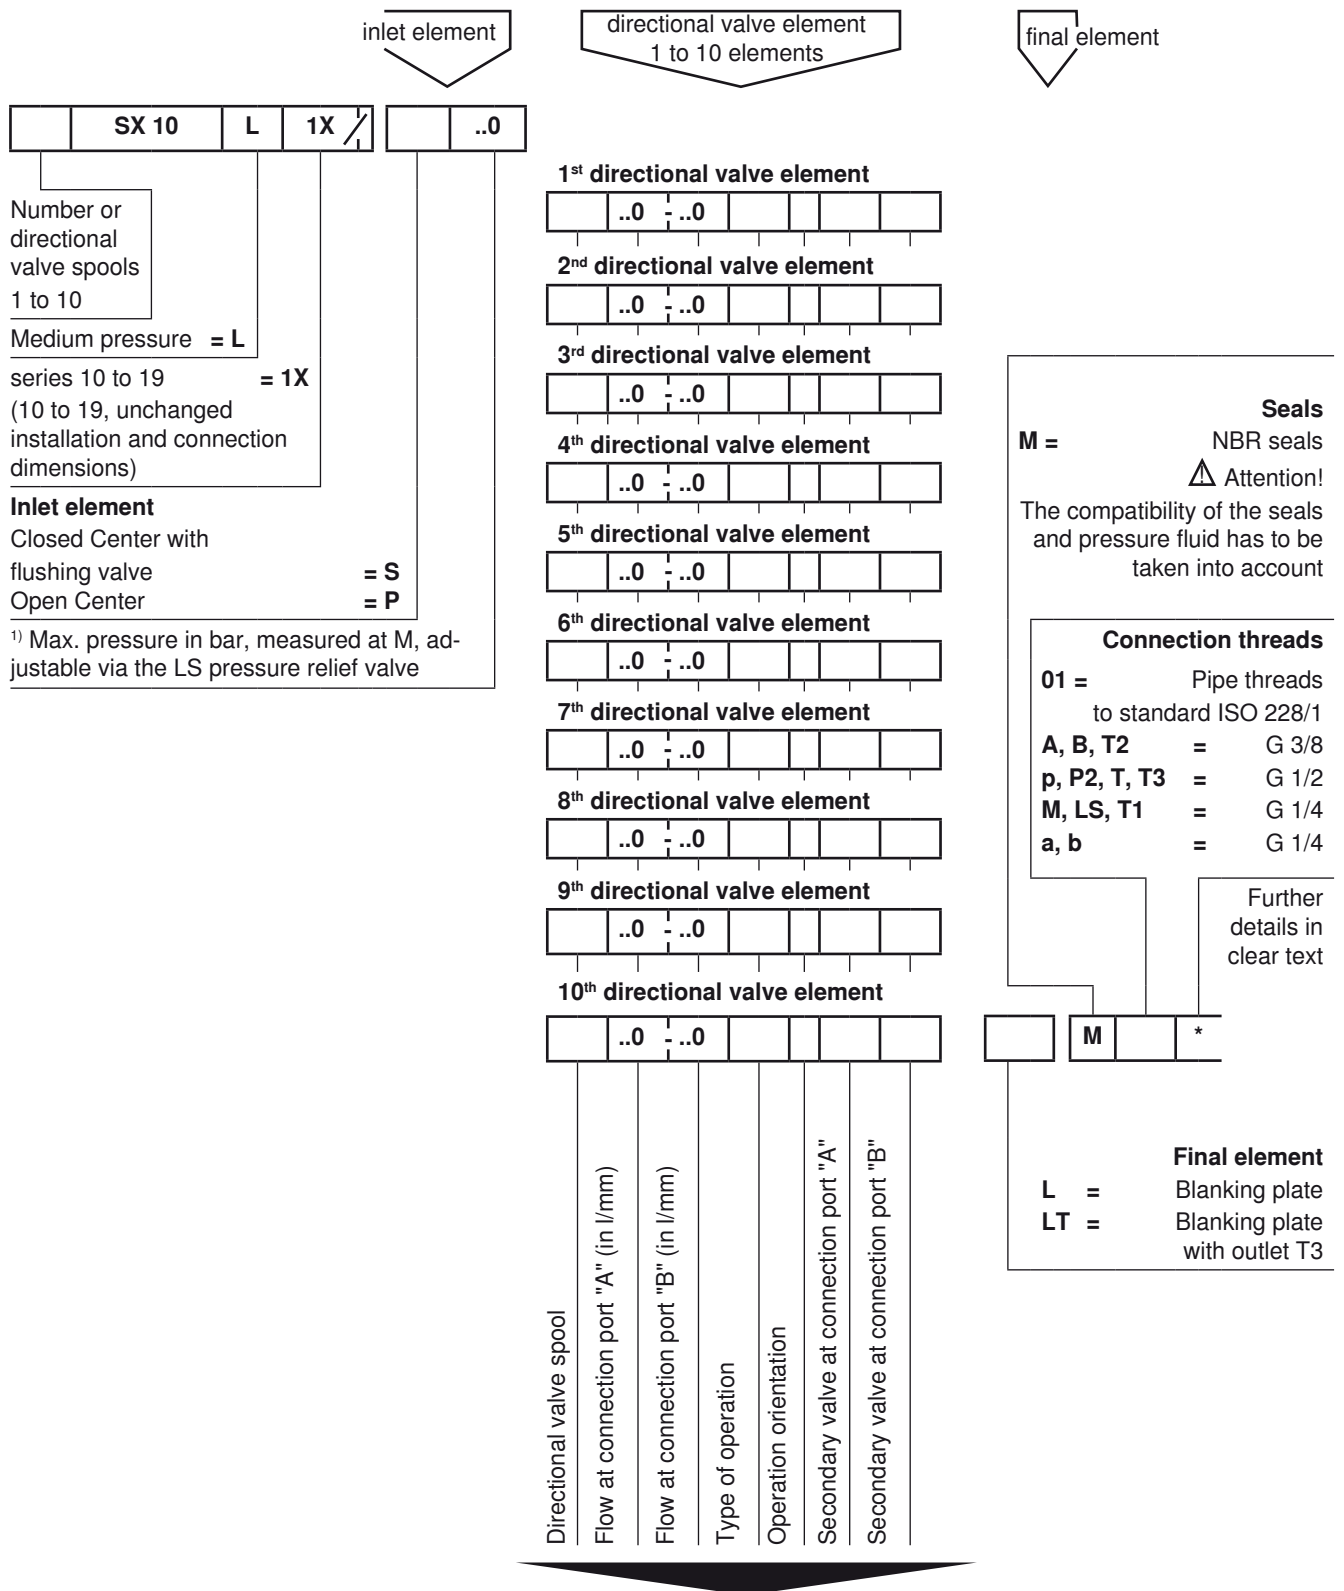 inlet element
directional valve element
1 to 10 elements
final element
SX 10 L 1X / ..0
Number or
directional
valve spools
1 to 10
Medium pressure = L
series 10 to 19 = 1X
(10 to 19, unchanged
installation and connection
dimensions)
Inlet element
Closed Center with
flushing valve = S
Open Center = P
1) Max. pressure in bar, measured at M, ad-
justable via the LS pressure relief valve
1st directional valve element
..0 - ..0
2nd directional valve element
..0 - ..0
3rd directional valve element
..0 - ..0
4th directional valve element
..0 - ..0
5th directional valve element
..0 - ..0
6th directional valve element
..0 - ..0
7th directional valve element
..0 - ..0
8th directional valve element
..0 - ..0
9th directional valve element
..0 - ..0
10th directional valve element
..0 - ..0
Directional valve spool
Flow at connection port "A" (in l/mm)
Flow at connection port "B" (in l/mm)
Type of operation
Operation orientation
Secondary valve at connection port "A"
Secondary valve at connection port "B"
Seals
M = NBR seals
⚠ Attention!
The compatibility of the seals
and pressure fluid has to be
taken into account
Connection threads
01 = Pipe threads
to standard ISO 228/1
A, B, T2 = G 3/8
p, P2, T, T3 = G 1/2
M, LS, T1 = G 1/4
a, b = G 1/4
Further
details in
clear text
M *
Final element
L = Blanking plate
LT = Blanking plate
with outlet T3